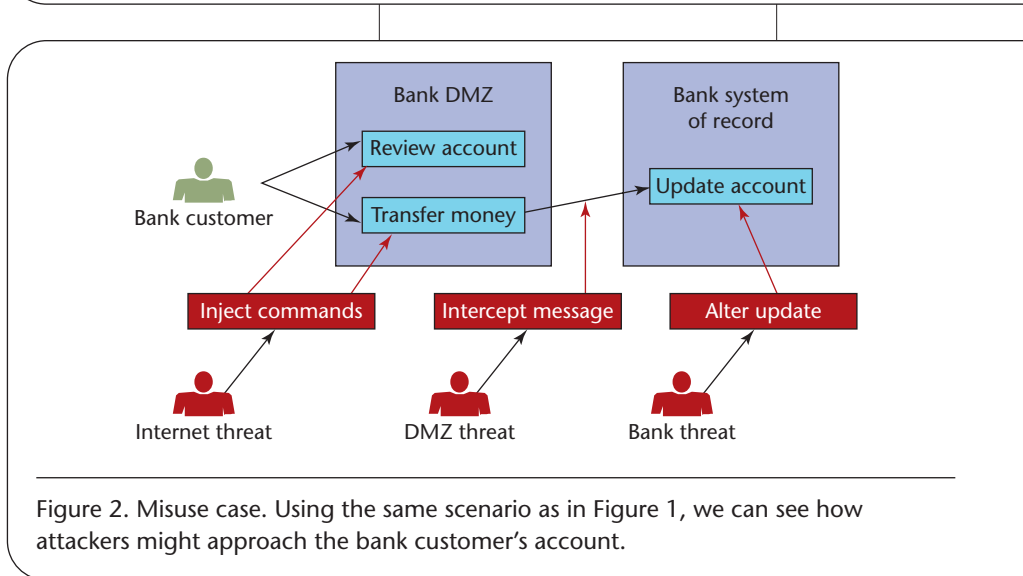 Bank DMZ
Bank system
of record
Review account
Update account
Bank customer
Transfer money
Inject commands
Intercept message
Alter update
Internet threat
DMZ threat
Bank threat
Figure 2. Misuse case. Using the same scenario as in Figure 1, we can see how
attackers might approach the bank customer’s account.